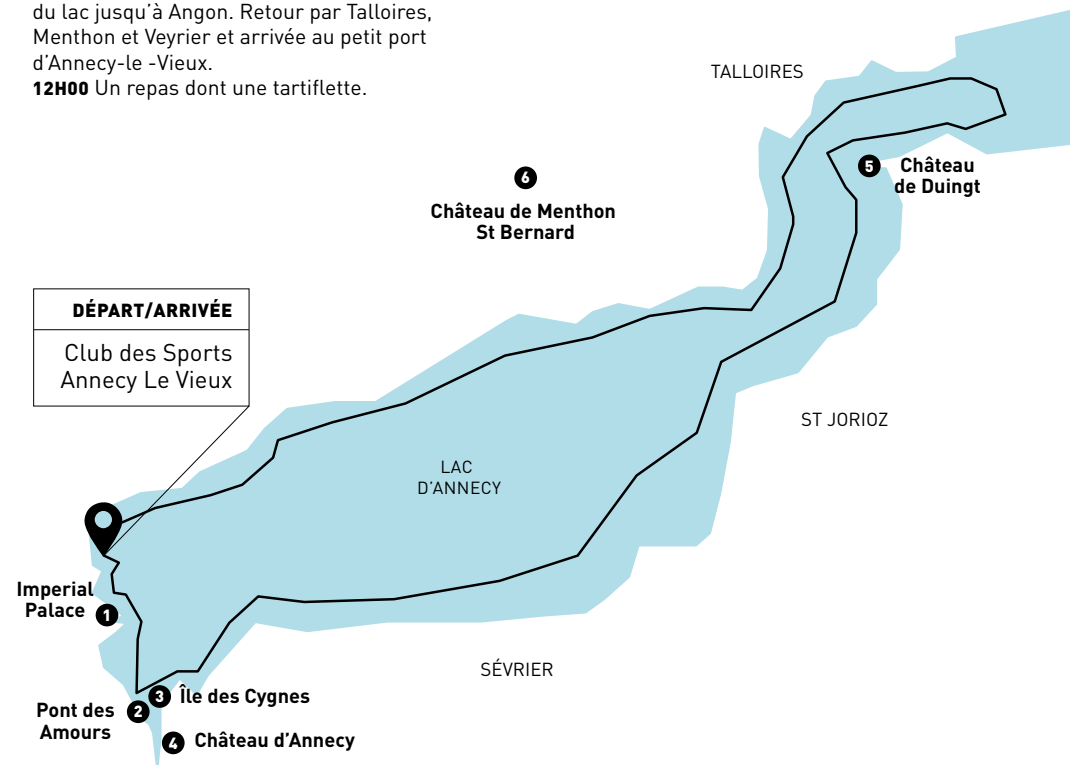 du lac jusqu’à Angon. Retour par Talloires,
Menthon et Veyrier et arrivée au petit port
d’Annecy-le -Vieux.
12H00 Un repas dont une tartiflette.
TALLOIRES
5 Château
de Duingt
6
Château de Menthon
St Bernard
DÉPART/ARRIVÉE
Club des Sports
Annecy Le Vieux
ST JORIOZ
LAC
D’ANNECY
Imperial
Palace 1
SÉVRIER
3 Île des Cygnes
Pont des
Amours 2
4 Château d’Annecy